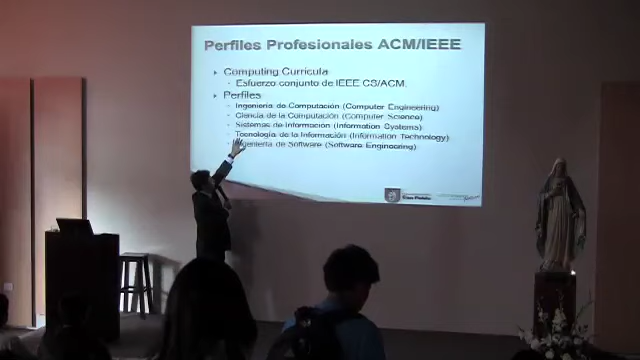 Perfiles Profesionales ACM/IEEE
Computing Curricula
Esfuerzo conjunto de IEEE CS/ACM.
Perfiles
Ingeniería de Computación (Computer Engineering)
Ciencia de la Computación (Computer Science)
Sistemas de Información (Information Systems)
Tecnología de la Información (Information Technology)
Ingeniería de Software (Software Engineering)
San Pablo